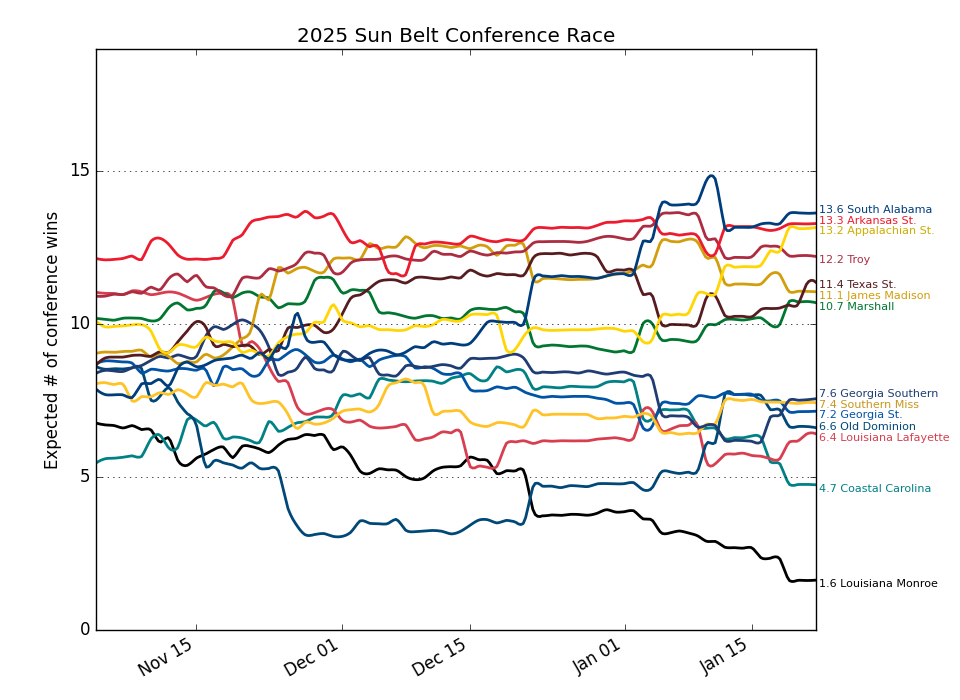 2025 Sun Belt Conference Race
Expected # of conference wins
15
10
5
0
Nov 15
Dec 01
Dec 15
Jan 01
Jan 15
13.6 South Alabama
13.3 Arkansas St.
13.2 Appalachian St.
12.2 Troy
11.4 Texas St.
11.1 James Madison
10.7 Marshall
7.6 Georgia Southern
7.4 Southern Miss
7.2 Georgia St.
6.6 Old Dominion
6.4 Louisiana Lafayette
4.7 Coastal Carolina
1.6 Louisiana Monroe